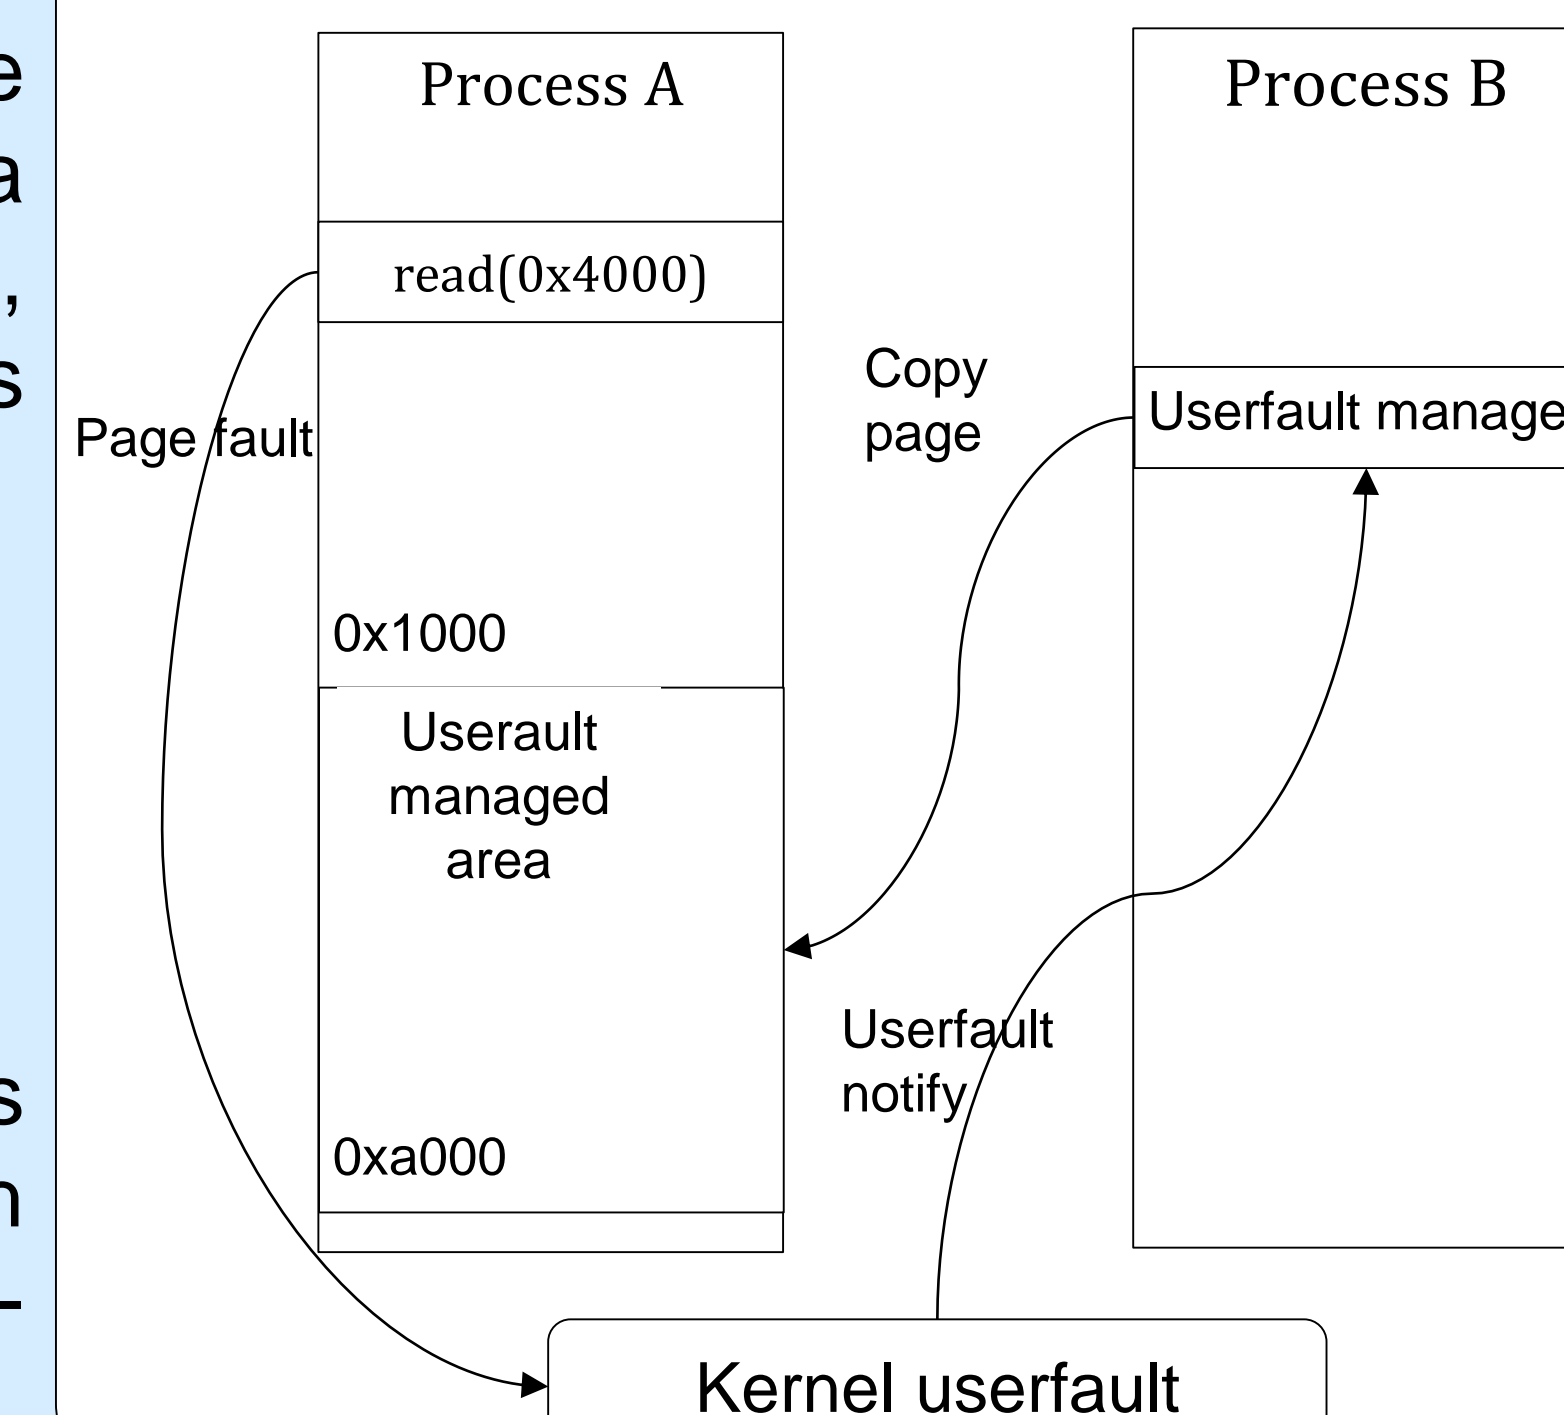 e
a
,
s
s
n
-
Process A
read(0x4000)
Page fault
0x1000
Userault
managed
area
0xa000
Copy
page
Userfault
notify
Process B
Userfault manage
Kernel userfault